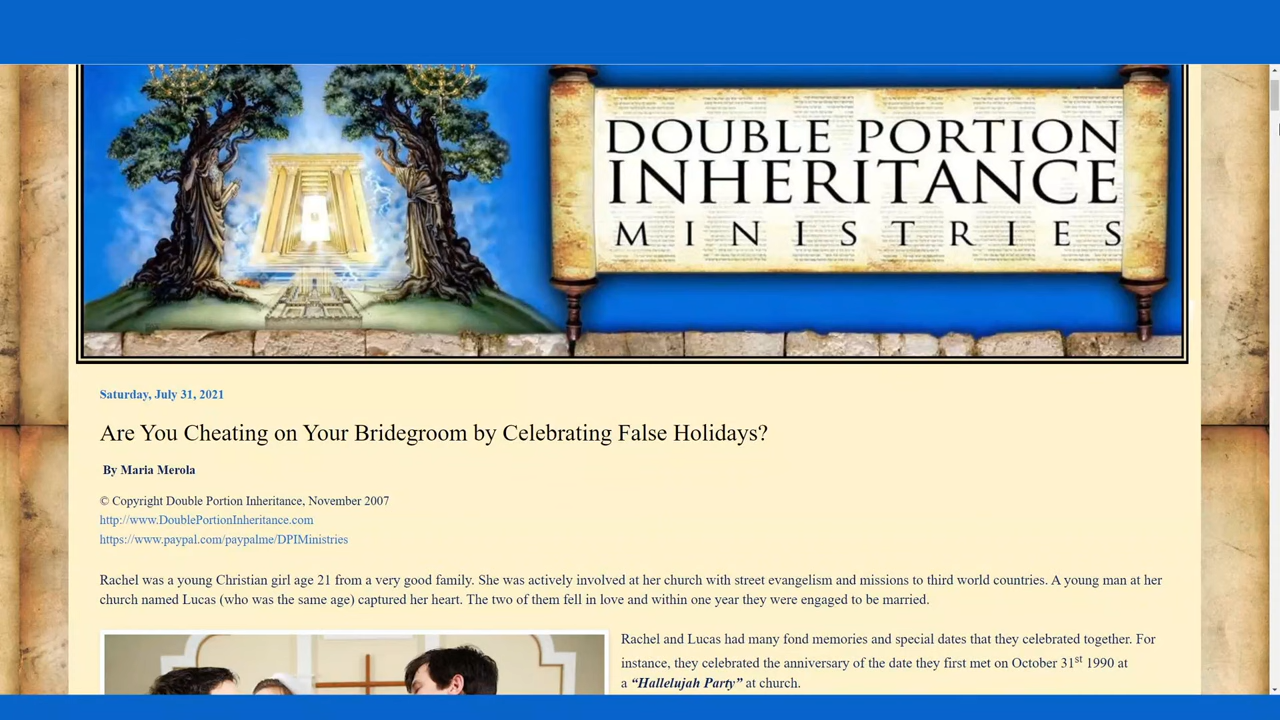 DOUBLE PORTION
INHERITANCE
MINISTRIES
Saturday, July 31, 2021
Are You Cheating on Your Bridegroom by Celebrating False Holidays?
By Maria Merola
© Copyright Double Portion Inheritance, November 2007
http://www.DoublePortionInheritance.com
https://www.paypal.com/paypalme/DPIMinistries
Rachel was a young Christian girl age 21 from a very good family. She was actively involved at her church with street evangelism and missions to third world countries. A young man at her
church named Lucas (who was the same age) captured her heart. The two of them fell in love and within one year they were engaged to be married.
Rachel and Lucas had many fond memories and special dates that they celebrated together. For
instance, they celebrated the anniversary of the date they first met on October 31st 1990 at
a “Hallelujah Party” at church.